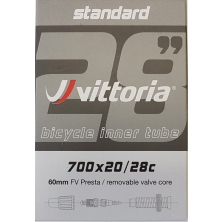 standard
28"
Vittoria
bicycle inner tube
700x20/28c
60mm FV Presta / removable valve core